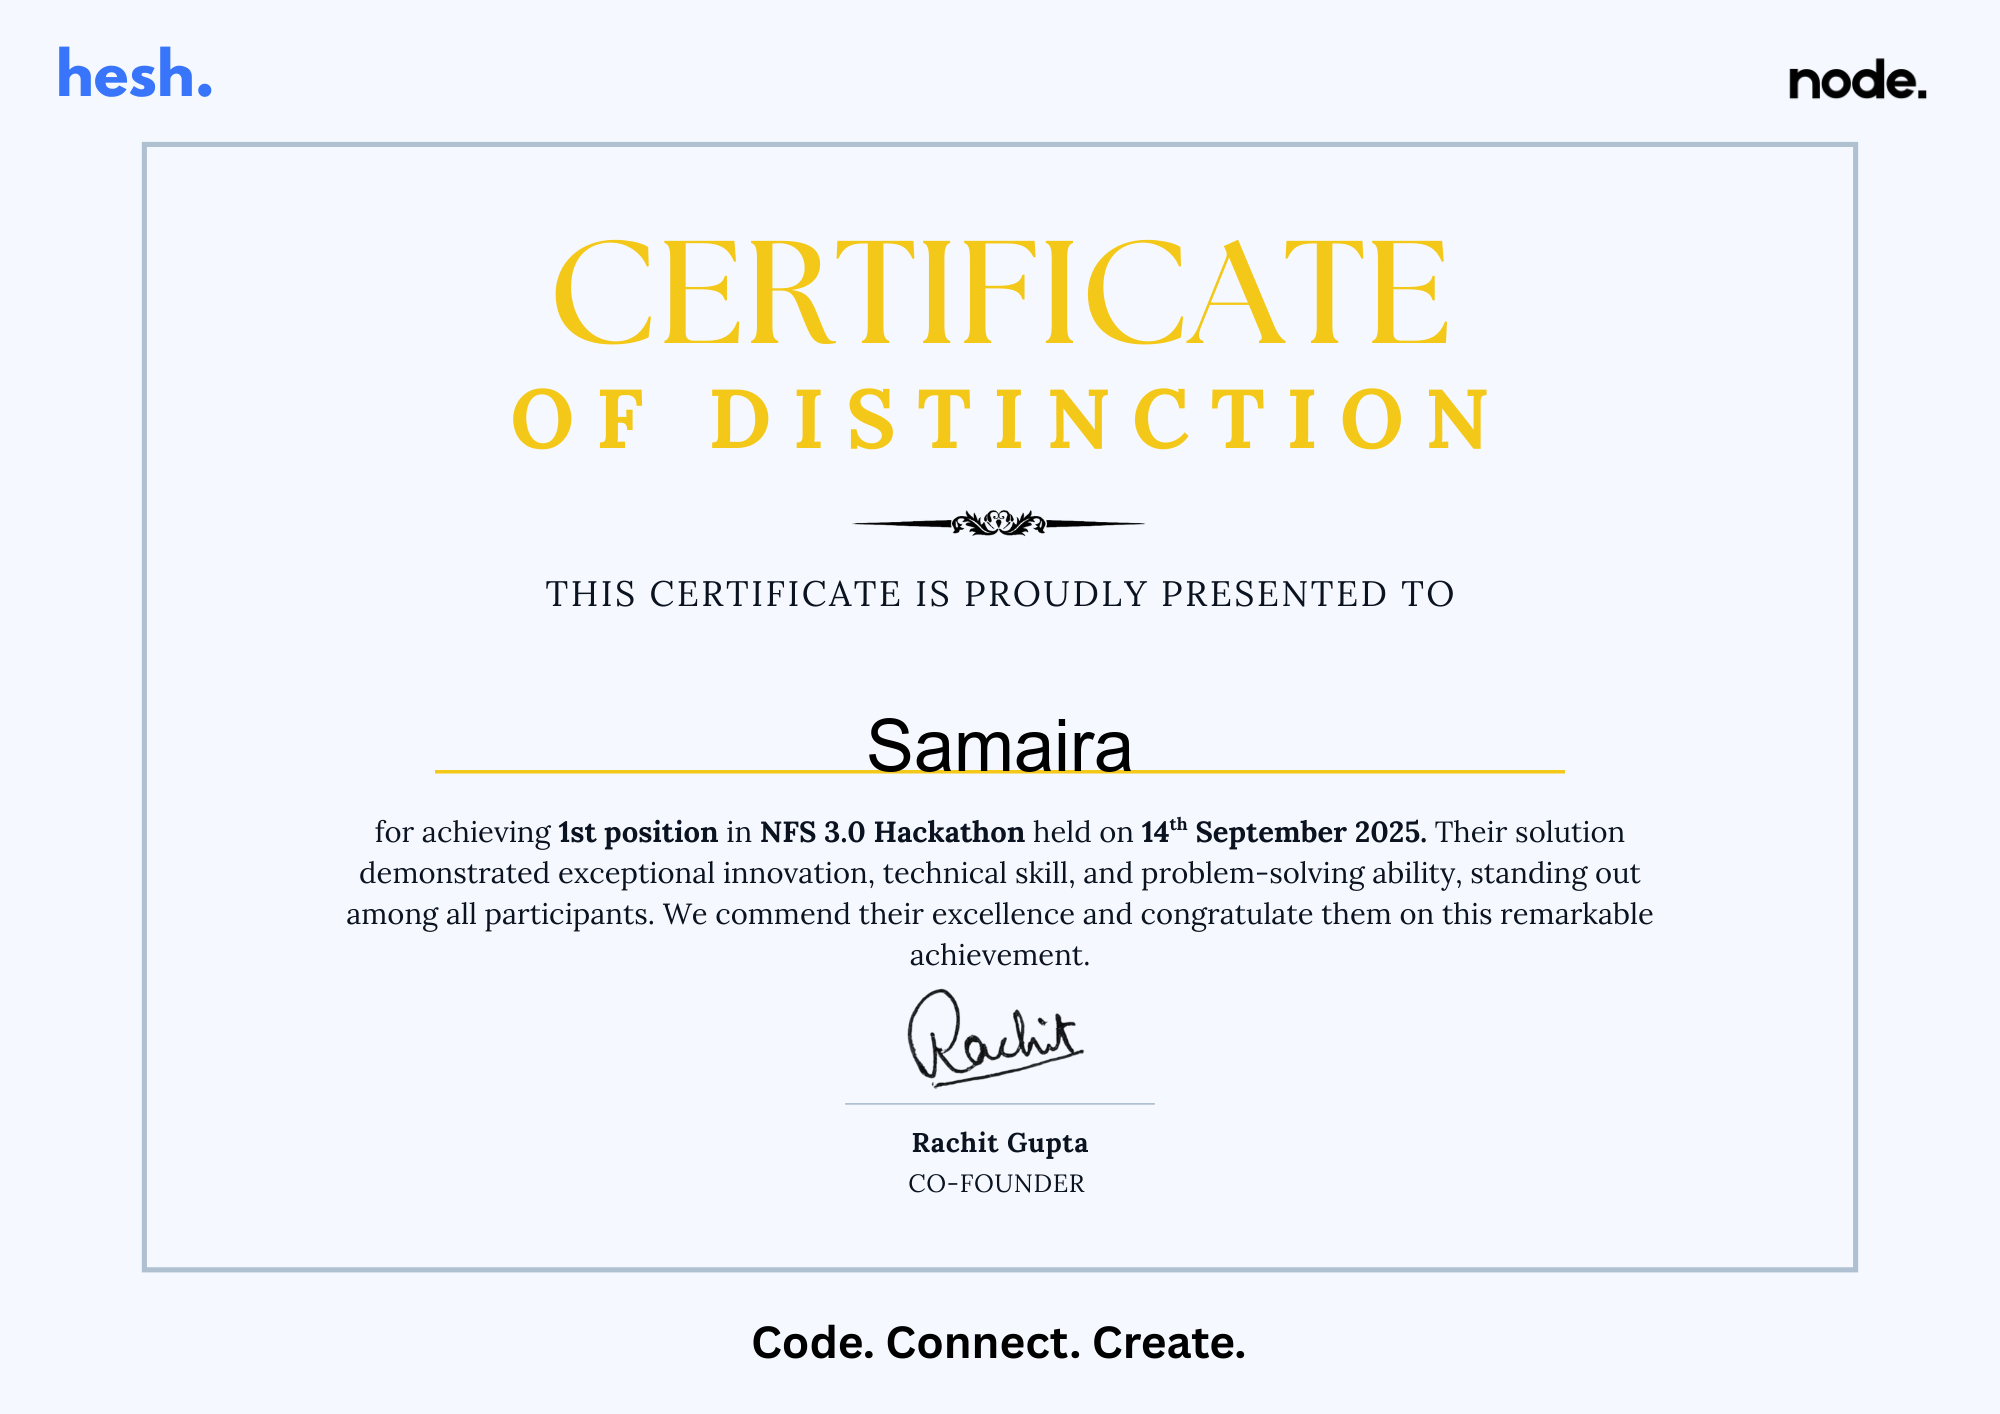 hesh.
node.
CERTIFICATE
OF DISTINCTION
THIS CERTIFICATE IS PROUDLY PRESENTED TO
Samaira
for achieving 1st position in NFS 3.0 Hackathon held on 14th September 2025. Their solution
demonstrated exceptional innovation, technical skill, and problem-solving ability, standing out
among all participants. We commend their excellence and congratulate them on this remarkable
achievement.
Rachit
Rachit Gupta
CO-FOUNDER
Code. Connect. Create.